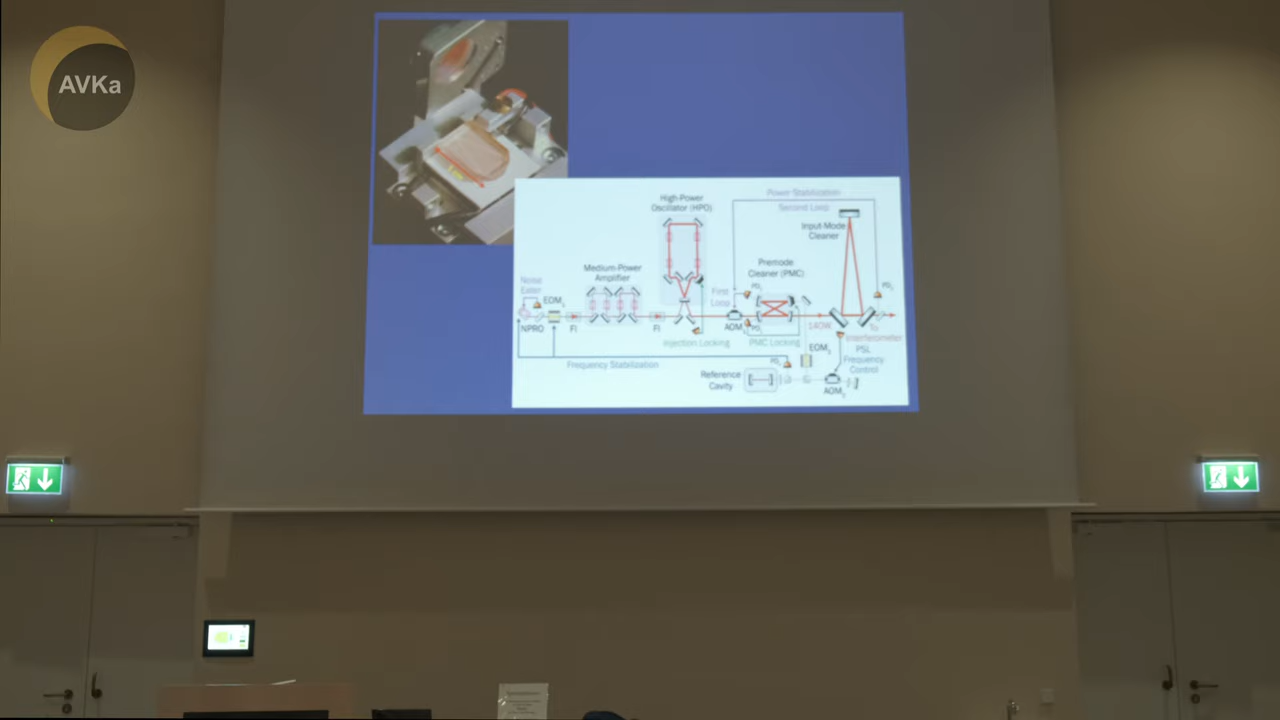 AVKa
Power Stabilization
Second Loop
High-Power
Oscillator (HPO)
Input-Mode
Cleaner
Premode
Cleaner (PMC)
Medium-Power
Amplifier
Noise
Eater
EOM
First
Loop
NPRO
FI
FI
AOM
140W
To
Interferometer
Injection Locking
PMC Locking
EOM
PSL
Frequency
Control
Frequency Stabilization
Reference
Cavity
AOM